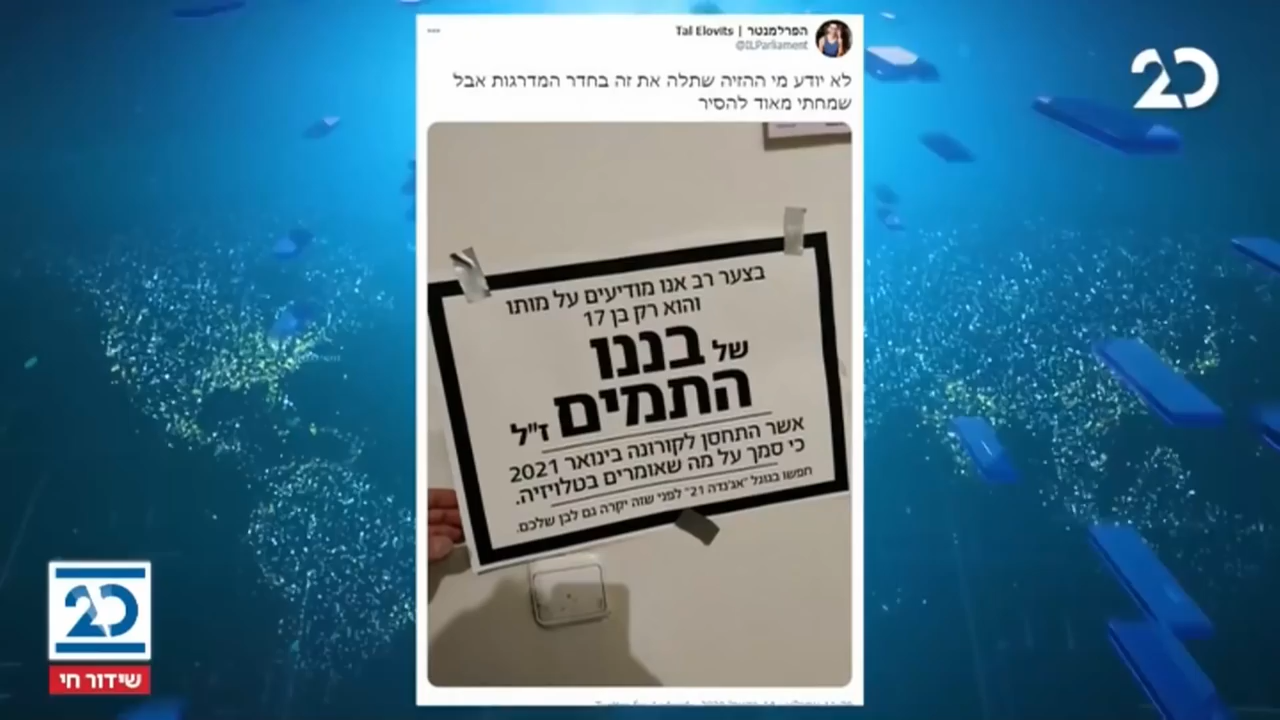 הפרלמנטר | Tal Elovits
@ILParliament
לא יודע מי ההזיה שתלה את זה בחדר המדרגות אבל
שמחתי מאוד להסיר
בצער רב אנו מודיעים על מותו
והוא רק בן 17
של בננו
התמים ז"ל
אשר התחסן לקורונה בינואר 2021
כי סמך על מה שאומרים בטלויזיה.
חפשו בגוגל "אג'נדה 21" לפני שזה יקרה גם לבן שלכם.
20
20
שידור חי